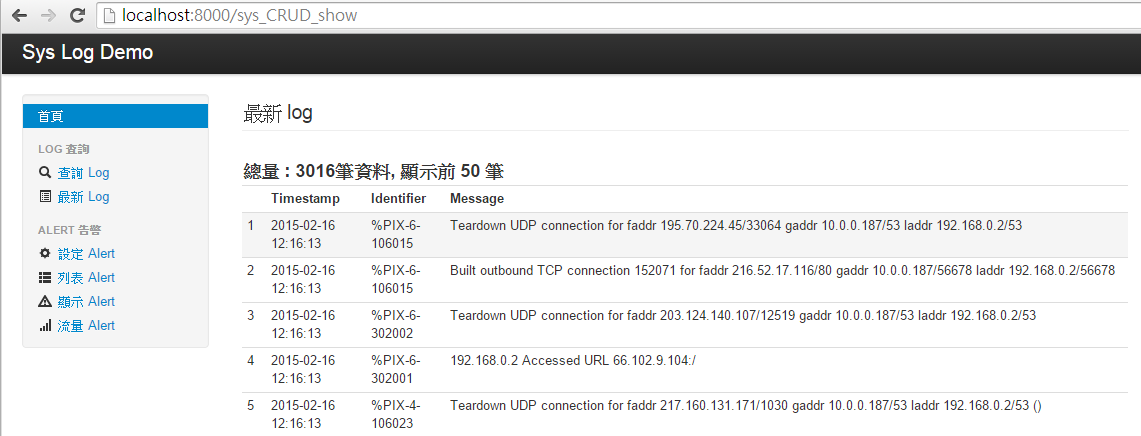 localhost:8000/sys_CRUD_show
Sys Log Demo
首頁
LOG 查詢
查詢 Log
最新 Log
ALERT 告警
設定 Alert
列表 Alert
顯示 Alert
流量 Alert
最新 log
總量 : 3016筆資料, 顯示前 50 筆
Timestamp Identifier Message
1 2015-02-16 %PIX-6- Teardown UDP connection for faddr 195.70.224.45/33064 gaddr 10.0.0.187/53 laddr 192.168.0.2/53
12:16:13 106015
2 2015-02-16 %PIX-6- Built outbound TCP connection 152071 for faddr 216.52.17.116/80 gaddr 10.0.0.187/56678 laddr 192.168.0.2/56678
12:16:13 106015
3 2015-02-16 %PIX-6- Teardown UDP connection for faddr 203.124.140.107/12519 gaddr 10.0.0.187/53 laddr 192.168.0.2/53
12:16:13 302002
4 2015-02-16 %PIX-6- 192.168.0.2 Accessed URL 66.102.9.104:/
12:16:13 302001
5 2015-02-16 %PIX-4- Teardown UDP connection for faddr 217.160.131.171/1030 gaddr 10.0.0.187/53 laddr 192.168.0.2/53 ()
12:16:13 106023